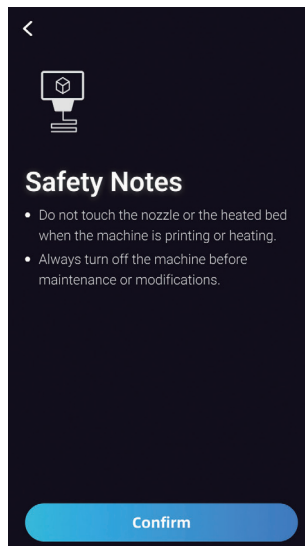 Safety Notes
• Do not touch the nozzle or the heated bed
when the machine is printing or heating.
• Always turn off the machine before
maintenance or modifications.
Confirm